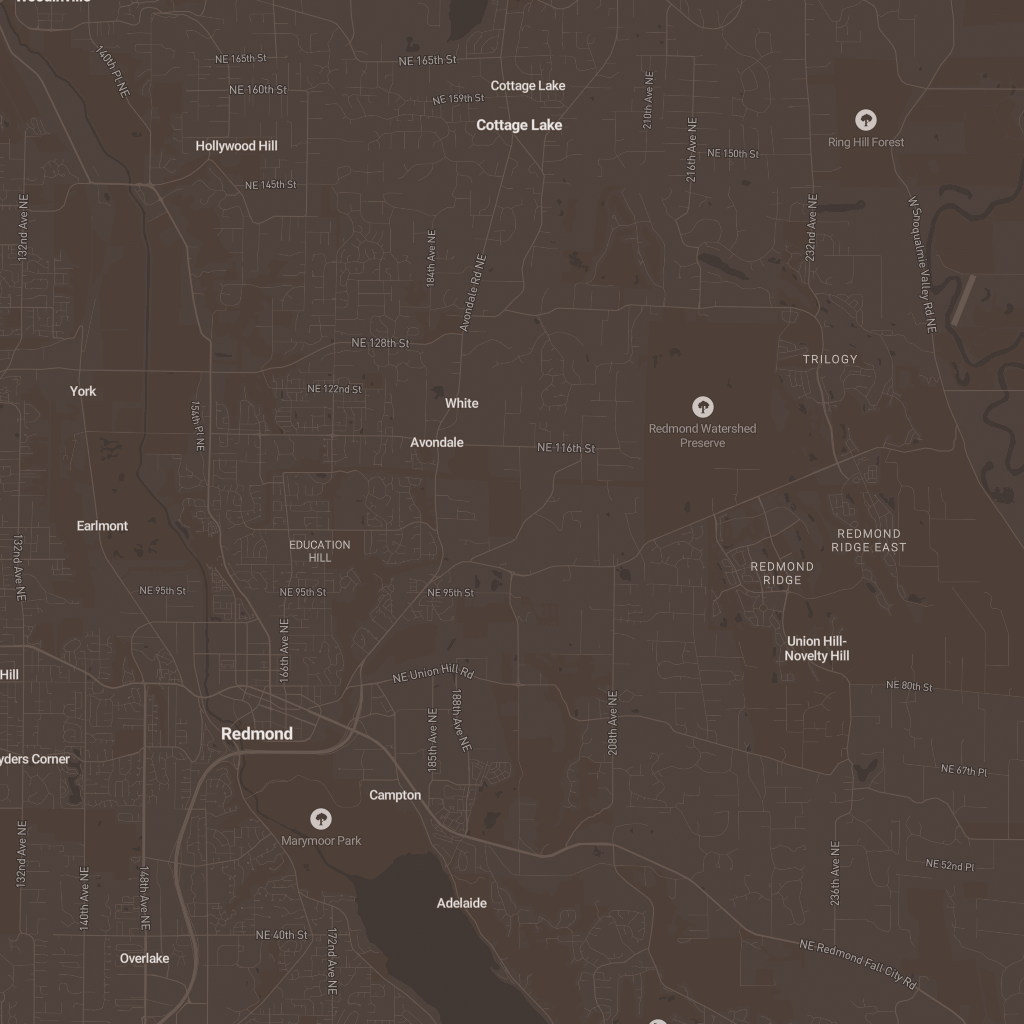 140th Pl NE
NE 165th St
NE 165th St
NE 160th St
NE 159th St
Cottage Lake
Cottage Lake
210th Ave NE
216th Ave NE
NE 150th St
Ring Hill Forest
Hollywood Hill
NE 145th St
132nd Ave NE
184th Ave NE
Avondale Rd NE
232nd Ave NE
W Snoqualmie Valley Rd NE
NE 128th St
TRILOGY
NE 122nd St
York
154th Pl NE
White
Avondale
NE 116th St
Redmond Watershed
Preserve
Earlmont
132nd Ave NE
EDUCATION
HILL
REDMOND
RIDGE EAST
REDMOND
RIDGE
NE 95th St
NE 95th St
NE 95th St
166th Ave NE
Union Hill-
Novelty Hill
Hill
NE Union Hill Rd
NE 80th St
188th Ave NE
185th Ave NE
208th Ave NE
Redmond
yders Corner
NE 67th Pl
Campton
Marymoor Park
132nd Ave NE
140th Ave NE
148th Ave NE
236th Ave NE
NE 52nd Pl
Adelaide
NE 40th St
172nd Ave NE
Overlake
NE Redmond Fall City Rd